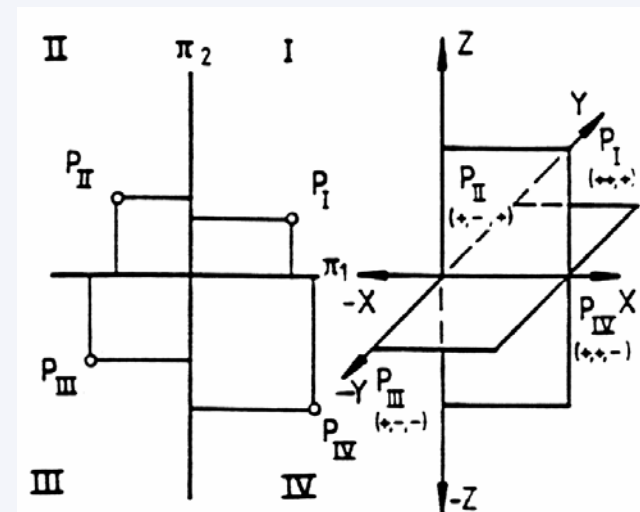 II
π2
I
PII
PI
π1
PIII
PIV
III
IV
Z
Y
PI
(++,+)
PII
(+,-,+)
-X
X
PIV
(+,+,-)
-Y
PIII
(+,-,-)
-Z